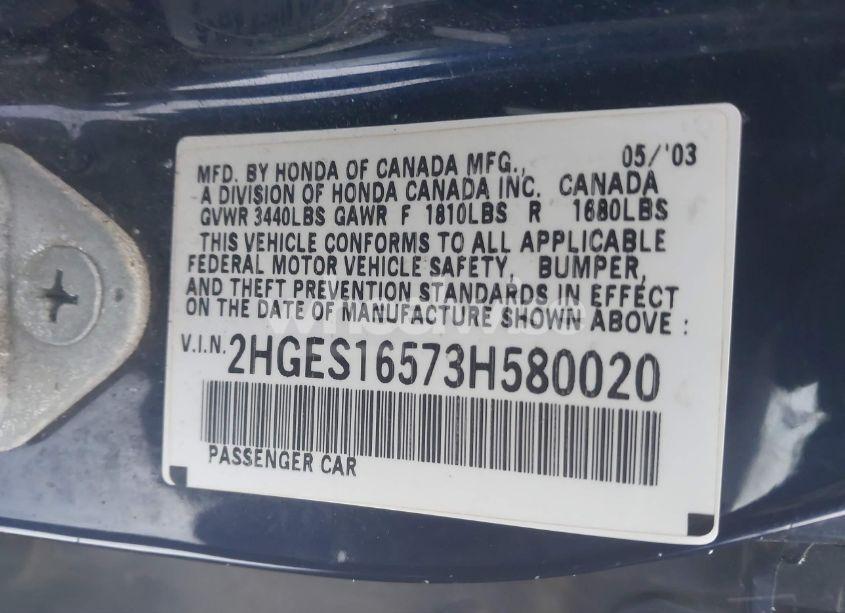 MFD. BY HONDA OF CANADA MFG., 05/'03
A DIVISION OF HONDA CANADA INC. CANADA
GVWR 3440LBS GAWR F 1810LBS R 1680LBS
THIS VEHICLE CONFORMS TO ALL APPLICABLE
FEDERAL MOTOR VEHICLE SAFETY, BUMPER,
AND THEFT PREVENTION STANDARDS IN EFFECT
ON THE DATE OF MANUFACTURE SHOWN ABOVE :
V.I.N. 2HGES16573H580020
PASSENGER CAR